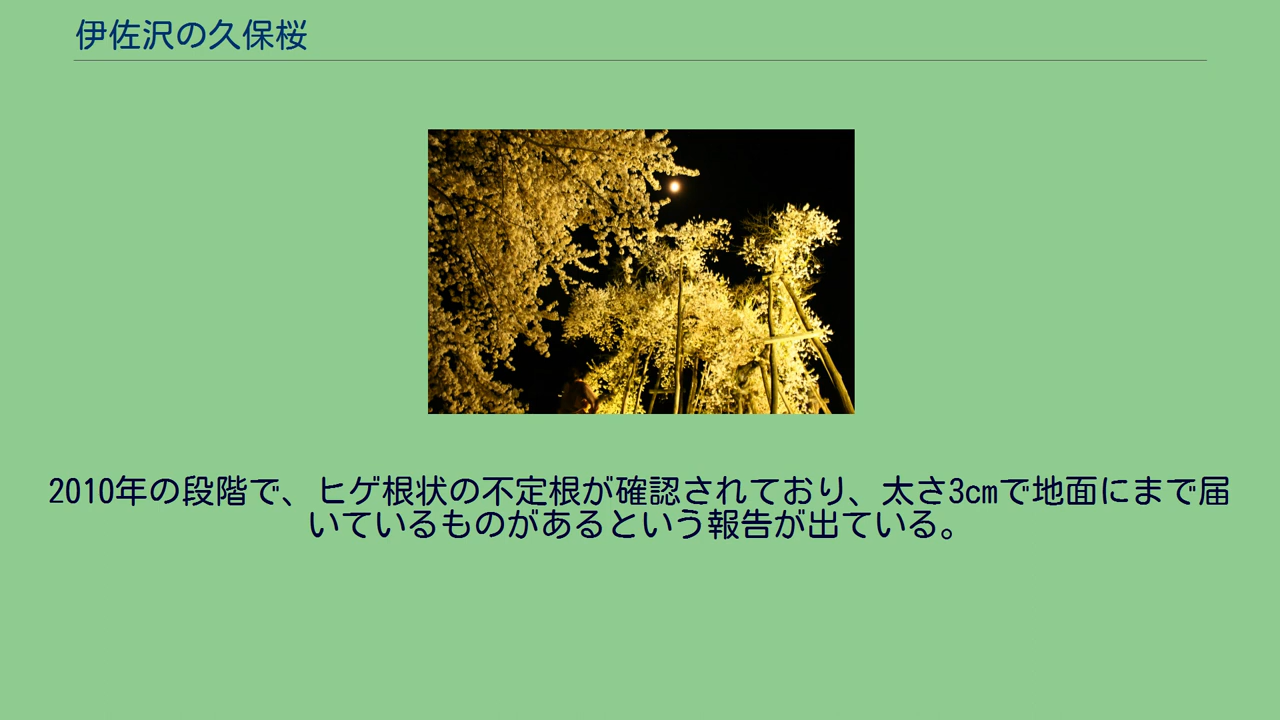 伊佐沢の久保桜
2010年の段階で、ヒゲ根状の不定根が確認されており、太さ3cmで地面にまで届
いているものがあるという報告が出ている。